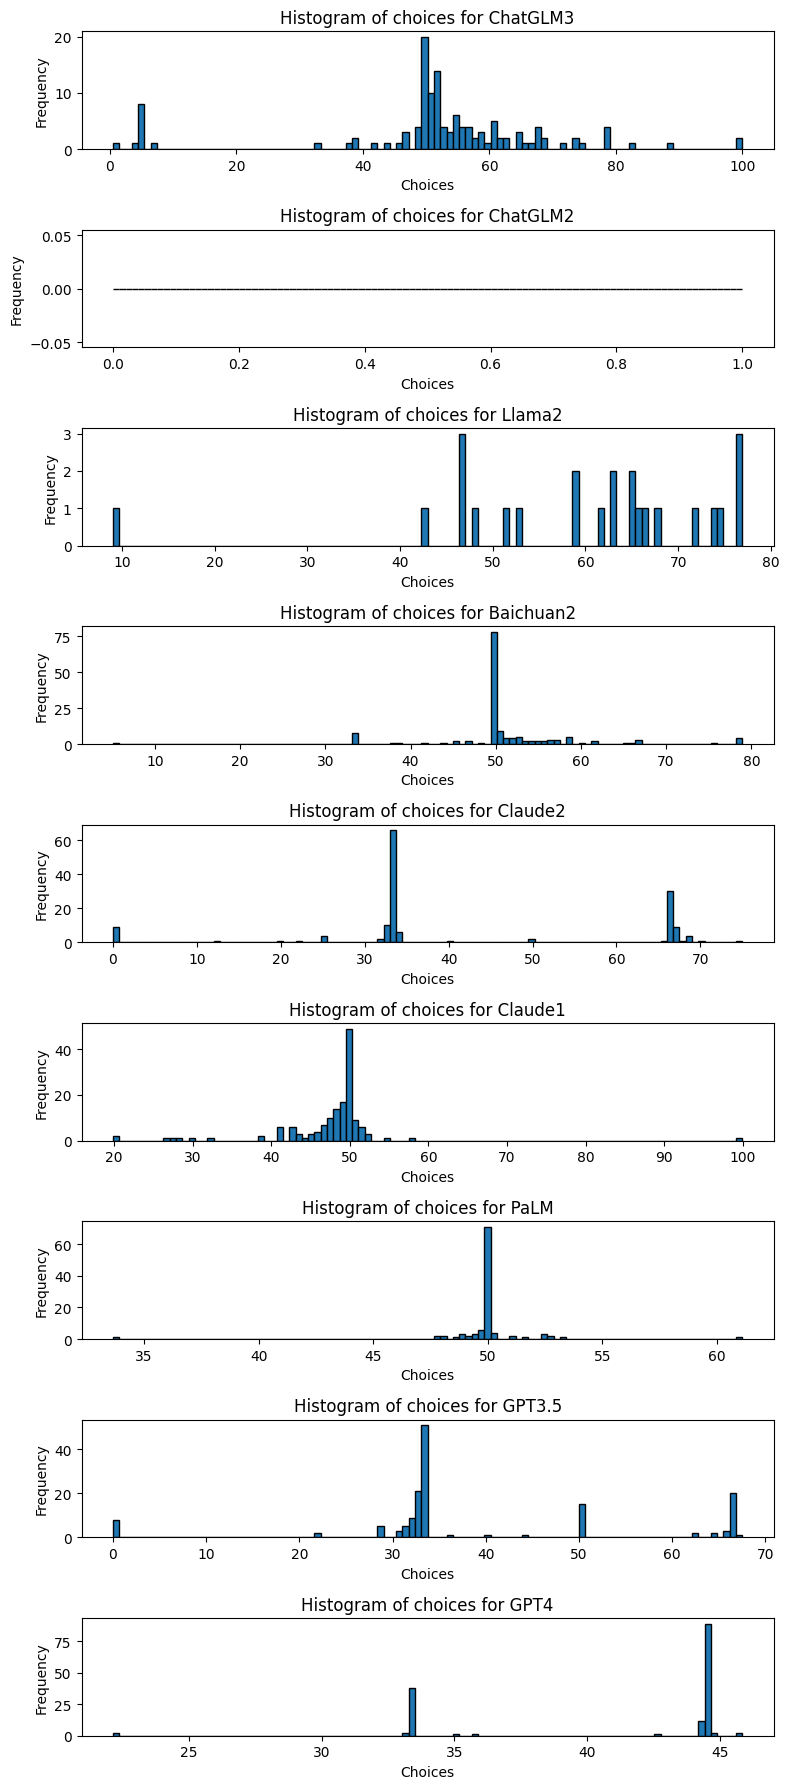 Histogram of choices for ChatGLM3
20
10
0
Frequency
0 20 40 60 80 100
Choices
Histogram of choices for ChatGLM2
0.05
0.00
−0.05
Frequency
0.0 0.2 0.4 0.6 0.8 1.0
Choices
Histogram of choices for Llama2
3
2
1
0
Frequency
10 20 30 40 50 60 70 80
Choices
Histogram of choices for Baichuan2
75
50
25
0
Frequency
10 20 30 40 50 60 70 80
Choices
Histogram of choices for Claude2
60
40
20
0
Frequency
0 10 20 30 40 50 60 70
Choices
Histogram of choices for Claude1
40
20
0
Frequency
20 30 40 50 60 70 80 90 100
Choices
Histogram of choices for PaLM
60
40
20
0
Frequency
35 40 45 50 55 60
Choices
Histogram of choices for GPT3.5
40
20
0
Frequency
0 10 20 30 40 50 60 70
Choices
Histogram of choices for GPT4
75
50
25
0
Frequency
25 30 35 40 45
Choices